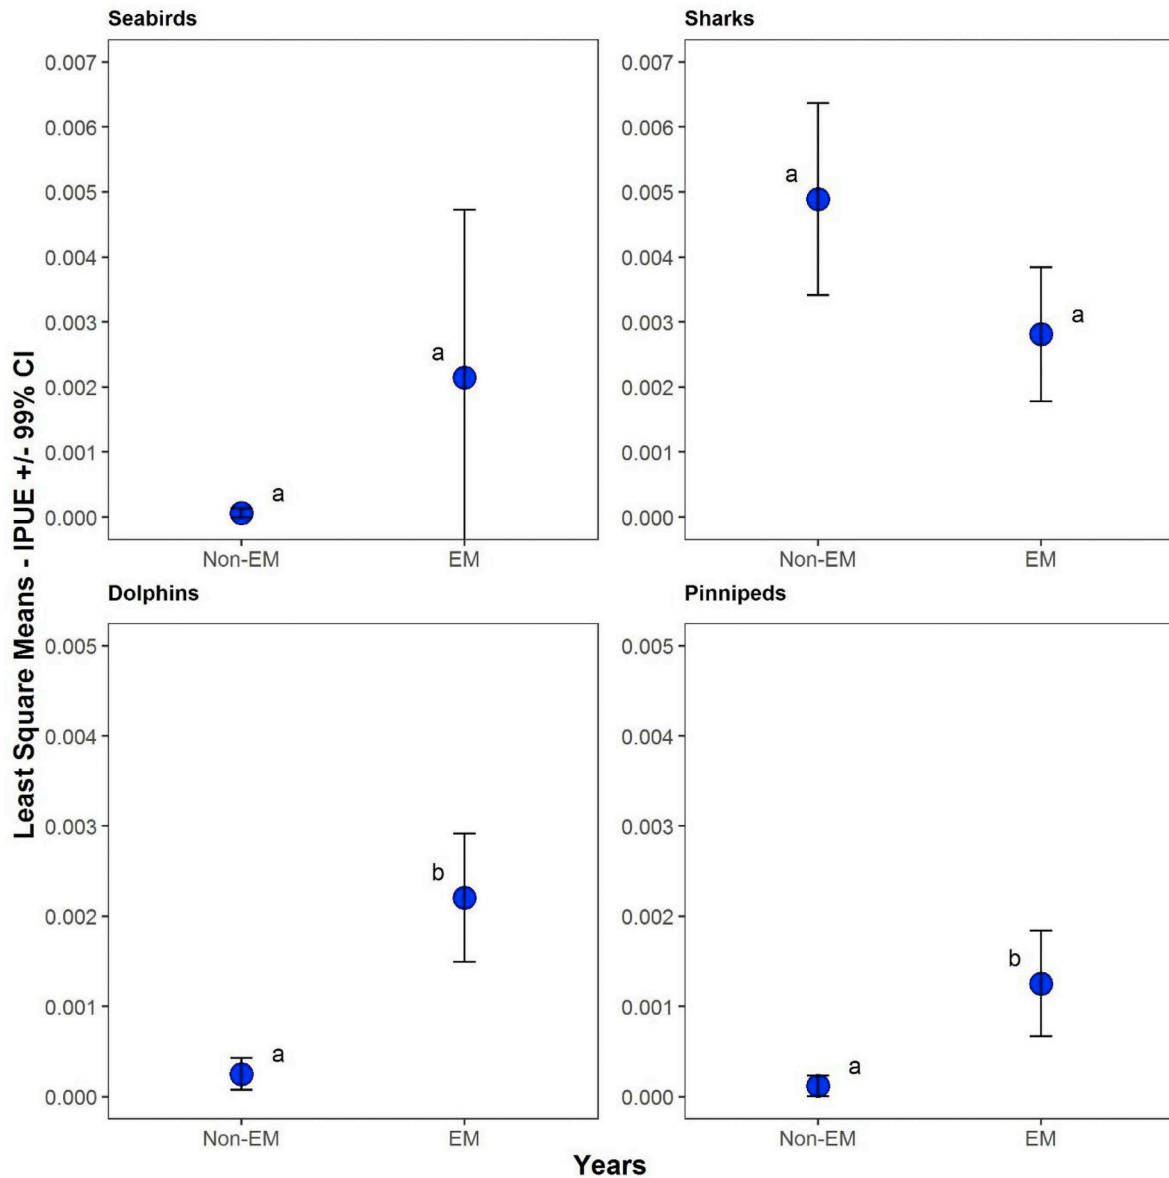 Seabirds
Sharks
0.007
0.006
0.005
0.004
0.003
0.002
0.001
0.000
a
a
Non-EM
EM
0.007
0.006
0.005
0.004
0.003
0.002
0.001
0.000
a
a
Non-EM
EM
Least Square Means - IPUE +/- 99% CI
Dolphins
Pinnipeds
0.005
0.004
0.003
0.002
0.001
0.000
a
b
Non-EM
EM
0.005
0.004
0.003
0.002
0.001
0.000
a
b
Non-EM
EM
Years